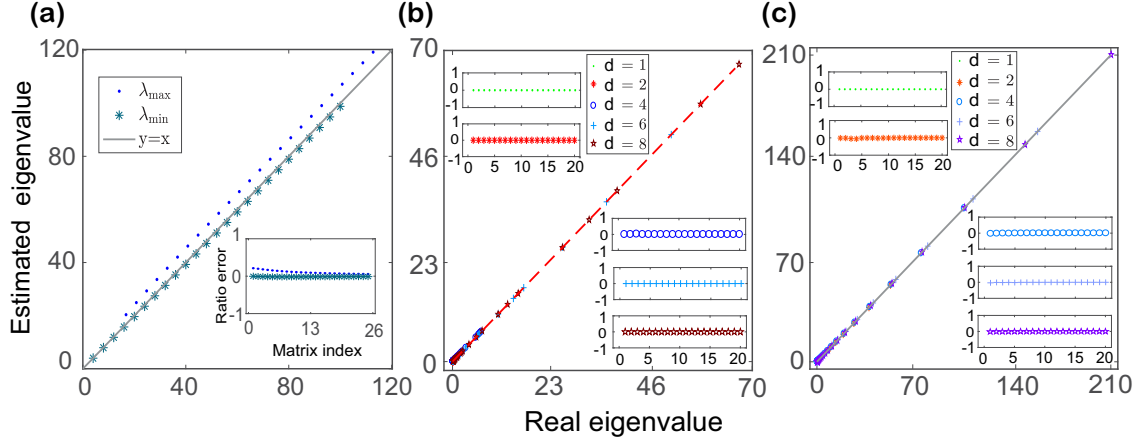 (a)
Estimated eigenvalue
120
80
40
0
0 40 80 120
λmax
λmin
y=x
Ratio error
1
0
-1
1 13 26
Matrix index
(b)
70
46
23
0
0 23 46 70
d = 1
d = 2
d = 4
d = 6
d = 8
1
0
-1
1
0
-1
0 5 10 15 20
1
0
-1
1
0
-1
1
0
-1
0 5 10 15 20
Real eigenvalue
(c)
210
140
70
0
0 70 140 210
d = 1
d = 2
d = 4
d = 6
d = 8
1
0
-1
1
0
-1
0 5 10 15 20
1
0
-1
1
0
-1
1
0
-1
0 5 10 15 20